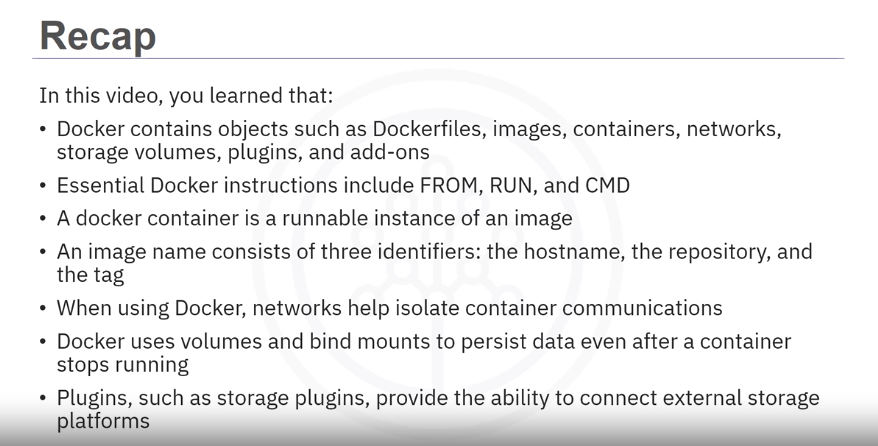 Recap
In this video, you learned that:
• Docker contains objects such as Dockerfiles, images, containers, networks,
storage volumes, plugins, and add-ons
• Essential Docker instructions include FROM, RUN, and CMD
• A docker container is a runnable instance of an image
• An image name consists of three identifiers: the hostname, the repository, and
the tag
• When using Docker, networks help isolate container communications
• Docker uses volumes and bind mounts to persist data even after a container
stops running
• Plugins, such as storage plugins, provide the ability to connect external storage
platforms